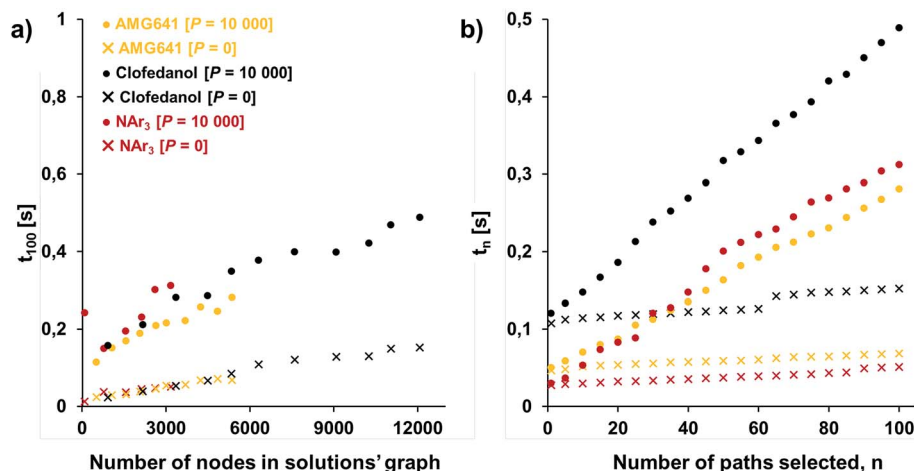 a)
AMG641 [P = 10 000]
AMG641 [P = 0]
Clofedanol [P = 10 000]
Clofedanol [P = 0]
NAr₃ [P = 10 000]
NAr₃ [P = 0]
1
0,8
0,6
0,4
0,2
0
t₁₀₀ [s]
0 3000 6000 9000 12000
Number of nodes in solutions' graph
b)
0,5
0,4
0,3
0,2
0,1
0
tₙ [s]
0 20 40 60 80 100
Number of paths selected, n